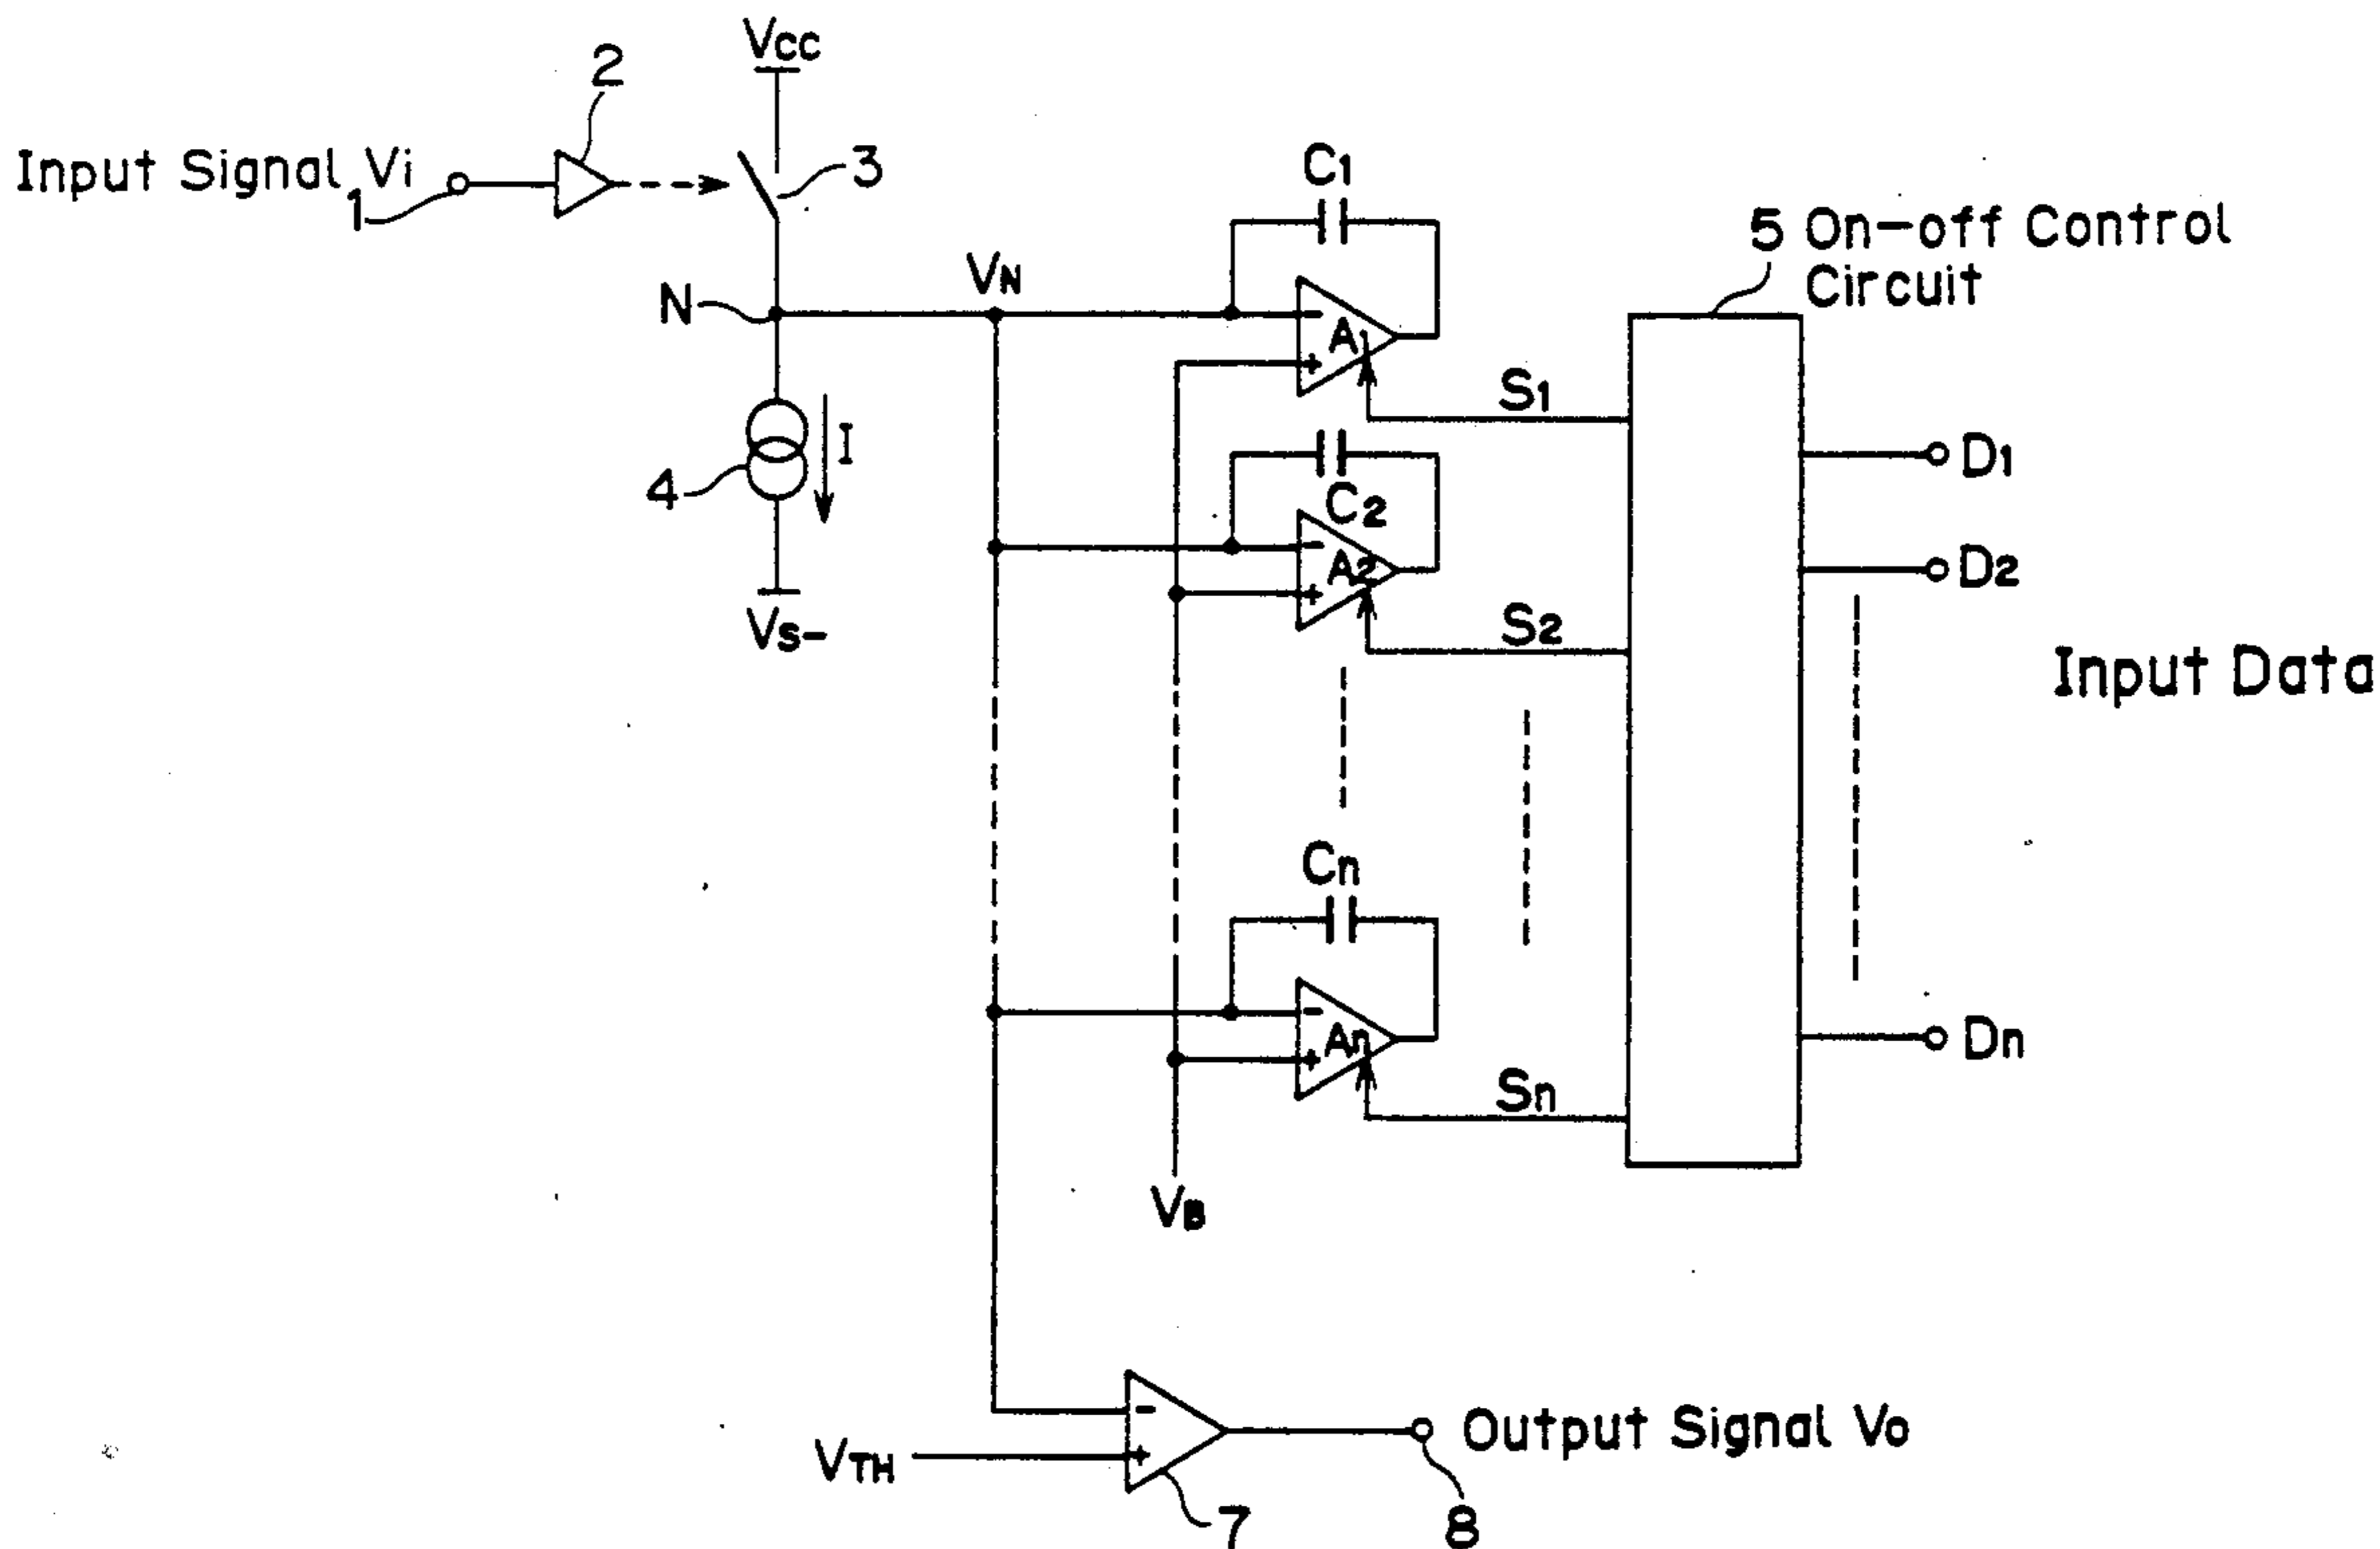 Vcc
2
Input Signal Vi
1
3
C1
5 On-off Control
Circuit
N
VN
-
A1
+
S1
I
4
D1
C2
-
A2
+
D2
Vs-
S2
Input Data
Cn
-
An
+
Dn
Sn
VB
-
Output Signal Vo
VTH
+
7
8